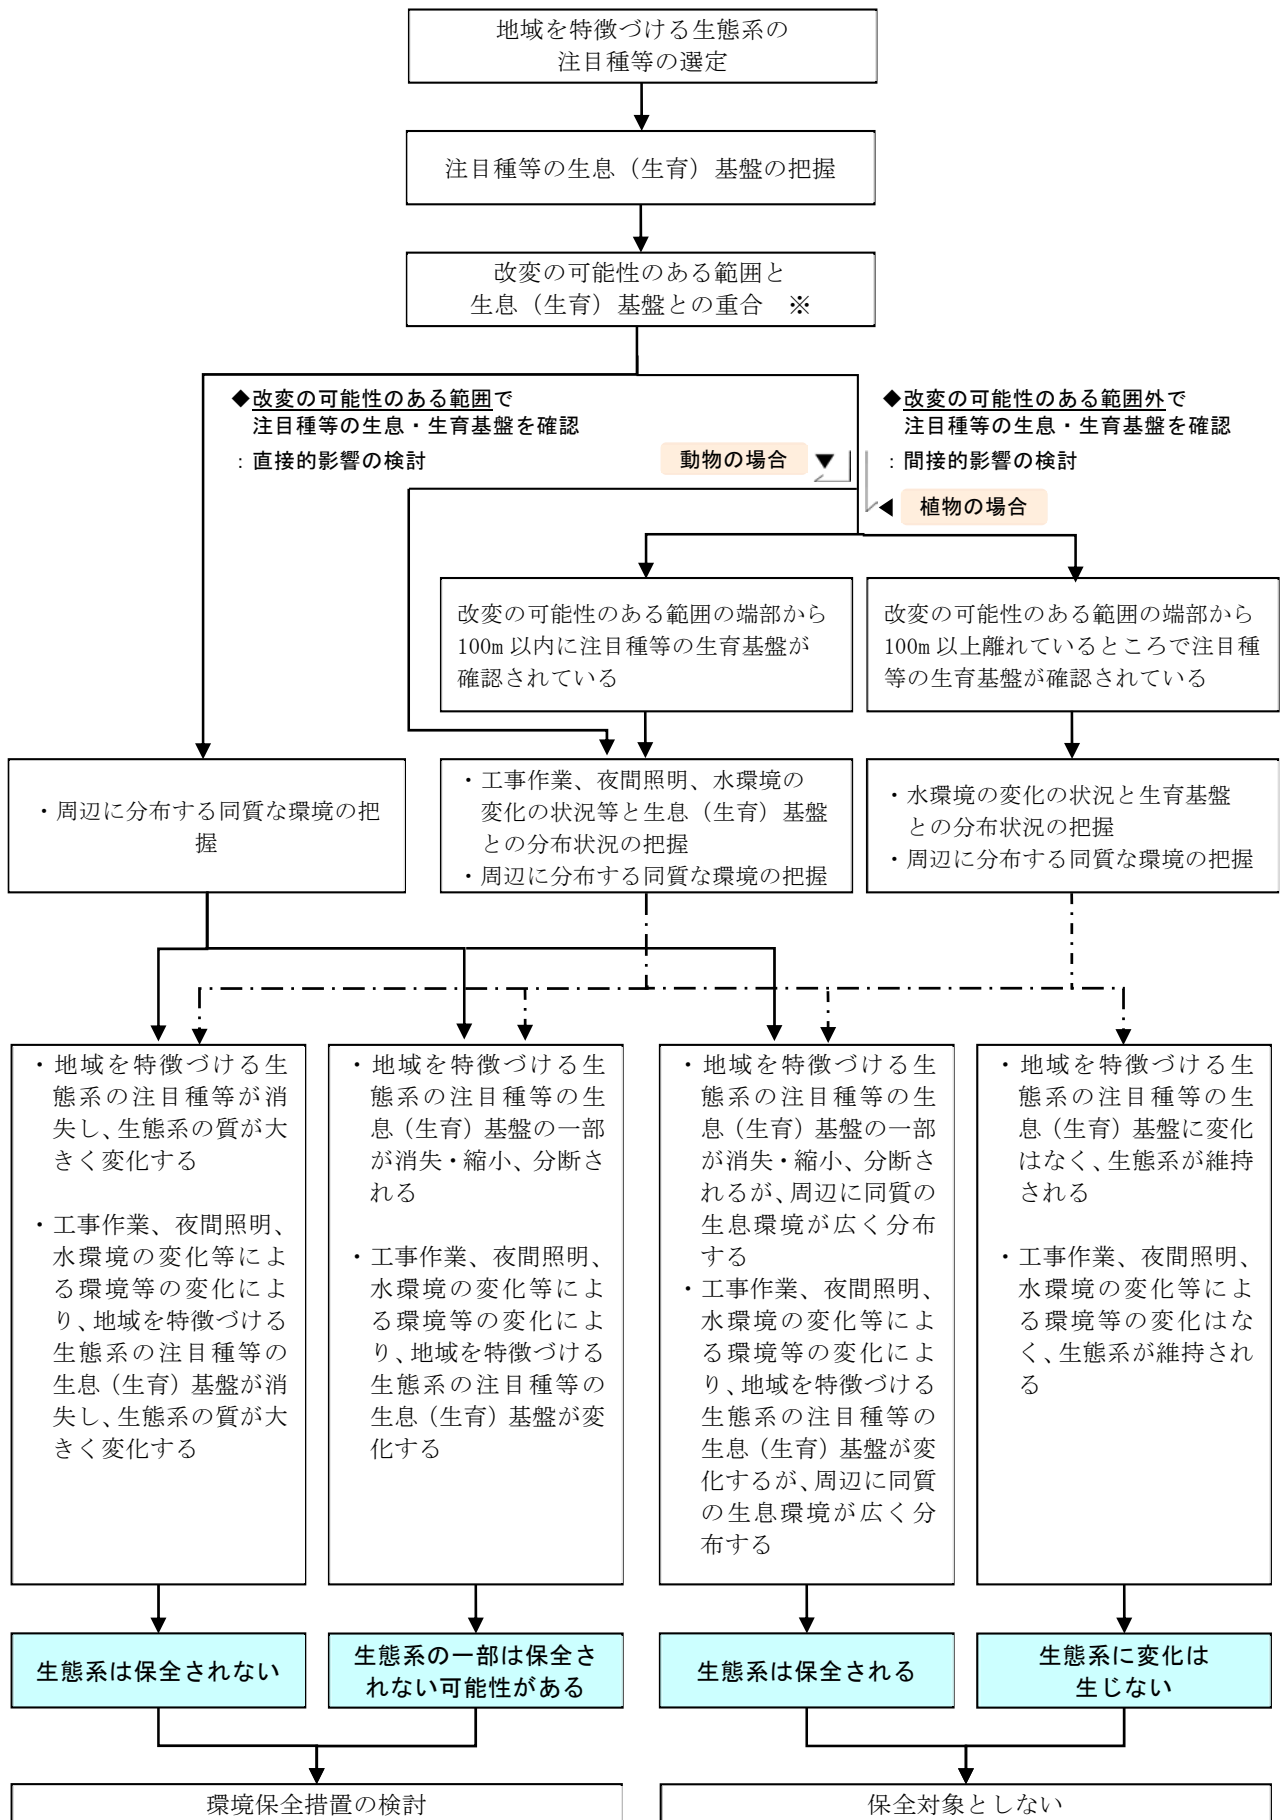 地域を特徴づける生態系の
注目種等の選定
注目種等の生息（生育）基盤の把握
改変の可能性のある範囲と
生息（生育）基盤との重合　※
◆改変の可能性のある範囲で
注目種等の生息・生育基盤を確認
：直接的影響の検討
◆改変の可能性のある範囲外で
注目種等の生息・生育基盤を確認
：間接的影響の検討
動物の場合
植物の場合
改変の可能性のある範囲の端部から
100m 以内に注目種等の生育基盤が
確認されている
改変の可能性のある範囲の端部から
100m 以上離れているところで注目種
等の生育基盤が確認されている
・周辺に分布する同質な環境の把
握
・工事作業、夜間照明、水環境の
変化の状況等と生息（生育）基盤
との分布状況の把握
・周辺に分布する同質な環境の把握
・水環境の変化の状況と生育基盤
との分布状況の把握
・周辺に分布する同質な環境の把握
・地域を特徴づける生
態系の注目種等が消
失し、生態系の質が大
きく変化する
・工事作業、夜間照明、
水環境の変化等によ
る環境等の変化によ
り、地域を特徴づける
生態系の注目種等の
生息（生育）基盤が消
失し、生態系の質が大
きく変化する
・地域を特徴づける生
態系の注目種等の生
息（生育）基盤の一部
が消失・縮小、分断さ
れる
・工事作業、夜間照明、
水環境の変化等によ
る環境等の変化によ
り、地域を特徴づける
生態系の注目種等の
生息（生育）基盤が変
化する
・地域を特徴づける生
態系の注目種等の生
息（生育）基盤の一部
が消失・縮小、分断さ
れるが、周辺に同質の
生息環境が広く分布
する
・工事作業、夜間照明、
水環境の変化等によ
る環境等の変化によ
り、地域を特徴づける
生態系の注目種等の
生息（生育）基盤が変
化するが、周辺に同質
の生息環境が広く分
布する
・地域を特徴づける生
態系の注目種等の生
息（生育）基盤に変化
はなく、生態系が維持
される
・工事作業、夜間照明、
水環境の変化等によ
る環境等の変化はな
く、生態系が維持され
る
生態系は保全されない
生態系の一部は保全さ
れない可能性がある
生態系は保全される
生態系に変化は
生じない
環境保全措置の検討
保全対象としない